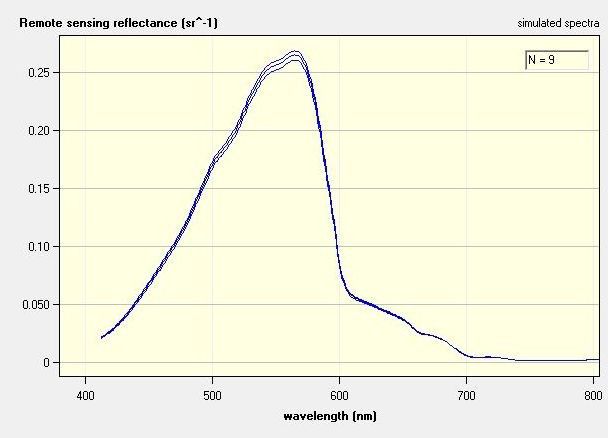 Remote sensing reflectance (sr^-1)
simulated spectra
N = 9
0.25
0.20
0.15
0.10
0.050
0
400
500
600
700
800
wavelength (nm)